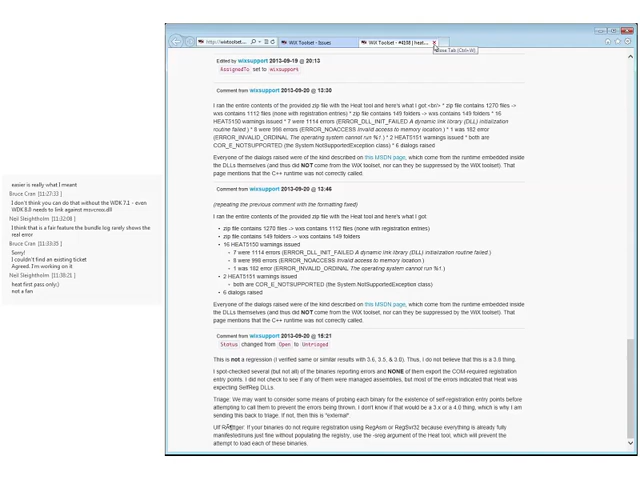 easier is really what I meant
Bruce Cran [11:27:33 ]
I don't think you can do that without the WDK 7.1 - even
WDK 8.0 needs to link against msvcrxx.dll
Neil Sleightholm [11:32:08 ]
I think that is a fair feature the bundle log rarely shows the
real error
Bruce Cran [11:33:35 ]
Sorry!
I couldn't find an existing ticket
Agreed. I'm working on it
Neil Sleightholm [11:38:21 ]
heat first pass only:)
not a fan
http://wixtoolset...
WiX Toolset - Issues
WiX Toolset - #4188 | heat...
Close Tab (Ctrl+W)
Edited by wixsupport 2013-09-19 @ 20:13
AssignedTo set to wixsupport
Comment from wixsupport 2013-09-20 @ 13:30
I ran the entire contents of the provided zip file with the Heat tool and here's what I got <br/> * zip file contains 1270 files ->
wxs contains 1112 files (none with registration entries) * zip file contains 149 folders -> wxs contains 149 folders * 16
HEAT5150 warnings issued * 7 were 1114 errors (ERROR_DLL_INIT_FAILED A dynamic link library (DLL) initialization
routine failed.) * 8 were 998 errors (ERROR_NOACCESS Invalid access to memory location.) * 1 was 182 error
(ERROR_INVALID_ORDINAL The operating system cannot run %1.) * 2 HEAT5151 warnings issued * both are
COR_E_NOTSUPPORTED (the System NotSupportedException class) * 6 dialogs raised
Everyone of the dialogs raised were of the kind described on this MSDN page, which come from the runtime embedded inside
the DLLs themselves (and thus did NOT come from WiX Toolset runtime, nor can they be suppressed by the WiX toolset). That
page mentions that the C++ runtime was not correctly called.
Comment from wixsupport 2013-09-20 @ 13:46
(repeating the previous comment with the formatting fixed)
I ran the entire contents of the provided zip file with the Heat tool and here's what I got:
• zip file contains 1270 files -> wxs contains 1112 files (none with registration entries)
• zip file contains 149 folders -> wxs contains 149 folders
• 16 HEAT5150 warnings issued
• 7 were 1114 errors (ERROR_DLL_INIT_FAILED A dynamic link library (DLL) initialization routine failed.)
• 8 were 998 errors (ERROR_NOACCESS Invalid access to memory location.)
• 1 was 182 error (ERROR_INVALID_ORDINAL The operating system cannot run %1.)
• 2 HEAT5151 warnings issued
• both are COR_E_NOTSUPPORTED (the System NotSupportedException class)
• 6 dialogs raised
Everyone of the dialogs raised were of the kind described on this MSDN page, which come from the runtime embedded inside
the DLLs themselves (and thus did NOT come from WiX Toolset runtime, nor can they be suppressed by the WiX toolset). That
page mentions that the C++ runtime was not correctly called.
Comment from wixsupport 2013-09-20 @ 15:21
Status changed from Open to Untriaged
This is not a regression (I verified same or similar results with 3.6, 3.5, & 3.0). Thus, I do not believe that this is a 3.8 thing.
I spot-checked several (but not all) of the binaries reporting errors and NONE of them export the COM-required registration
entry points. I did not check to see if any of them were managed assemblies, but most of the errors indicated that Heat was
expecting SelfReg DLLs.
Triage: We may want to consider some means of probing each binary for the existence of self-registration entry points before
attempting to call them to prevent the errors being thrown. I don't know if that would be a 3.x or a 4.0 thing, which is why I am
sending this back to triage. If not, then this is "external".
If your binaries do not require registration using RegAsm or RegSvr32 because everything is already fully
manifested/runs just fine without populating the registry, use the -sreg argument of the Heat tool, which will prevent the
attempt to load each of these binaries.